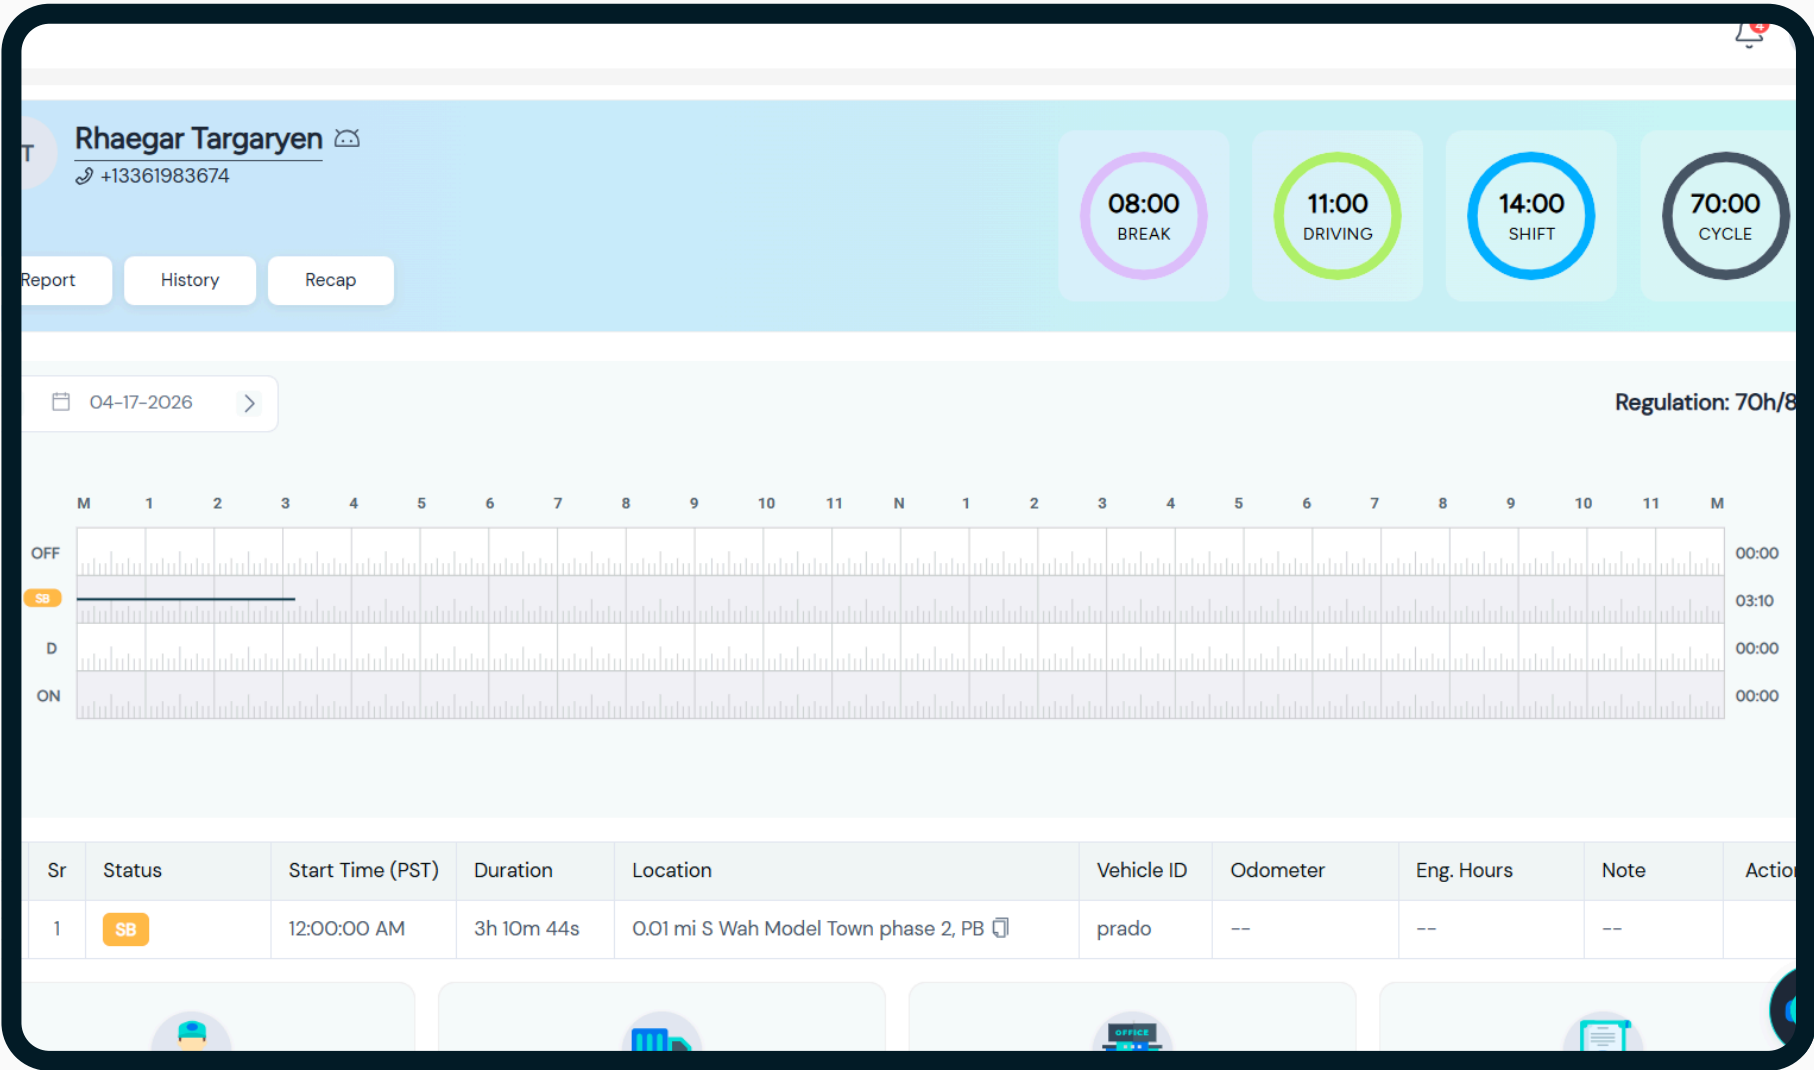 4
T
Rhaegar Targaryen
+13361983674
Report History Recap
08:00 11:00 14:00 70:00
BREAK DRIVING SHIFT CYCLE
04-17-2026
Regulation: 70h/8
M 1 2 3 4 5 6 7 8 9 10 11 N 1 2 3 4 5 6 7 8 9 10 11 M
OFF 00:00
SB 03:10
D 00:00
ON 00:00
Sr Status Start Time (PST) Duration Location Vehicle ID Odometer Eng. Hours Note Action
1 SB 12:00:00 AM 3h 10m 44s 0.01 mi S Wah Model Town phase 2, PB prado -- -- --
OFFICE